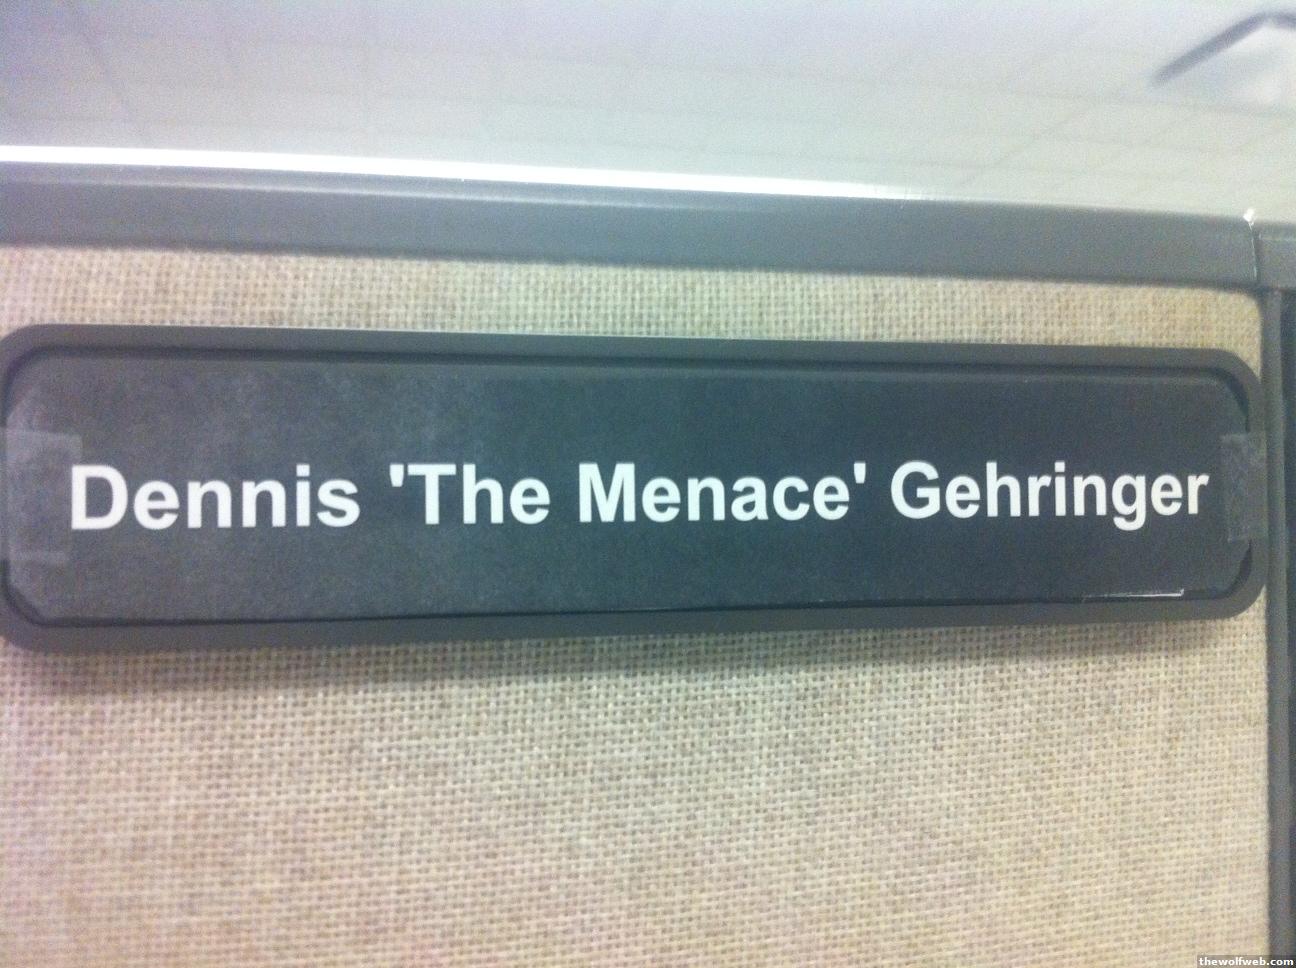 Dennis 'The Menace' Gehringer
thewolfweb.com